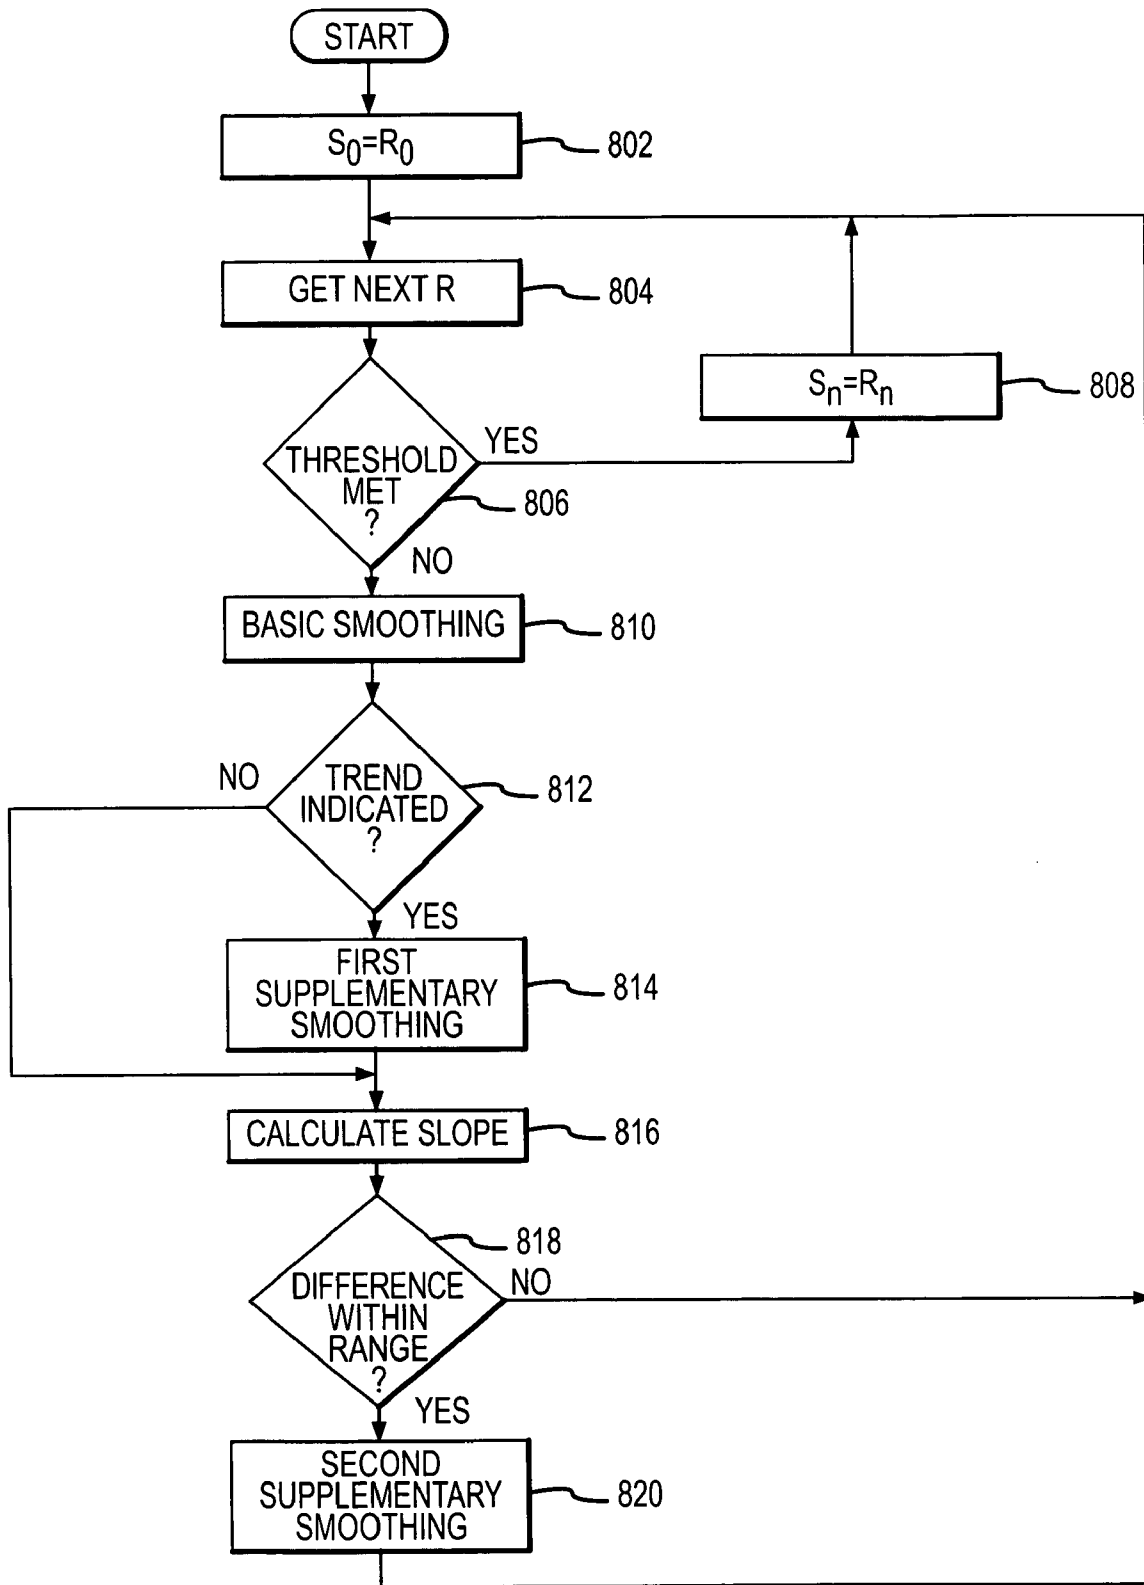 START
S0=R0
802
GET NEXT R
804
Sn=Rn
808
YES
THRESHOLD
MET
?
806
NO
BASIC SMOOTHING
810
NO
TREND
INDICATED
?
812
YES
FIRST
SUPPLEMENTARY
SMOOTHING
814
CALCULATE SLOPE
816
818
DIFFERENCE
WITHIN
RANGE
?
NO
YES
SECOND
SUPPLEMENTARY
SMOOTHING
820